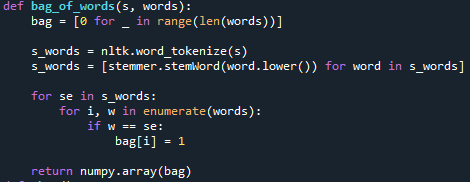 def bag_of_words(s, words):
    bag = [0 for _ in range(len(words))]

    s_words = nltk.word_tokenize(s)
    s_words = [stemmer.stemWord(word.lower()) for word in s_words]

    for se in s_words:
        for i, w in enumerate(words):
            if w == se:
                bag[i] = 1

    return numpy.array(bag)